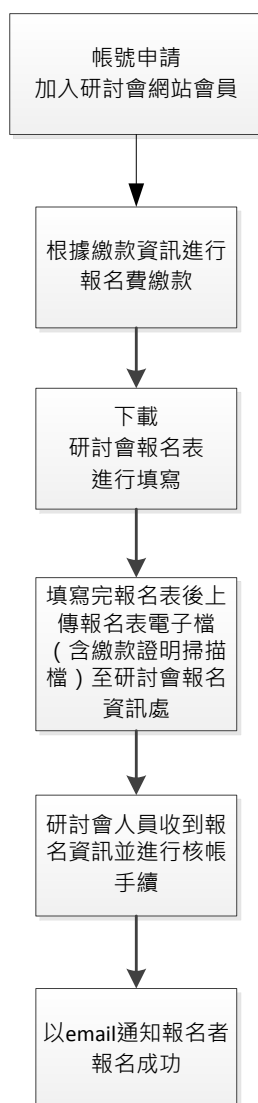 帳號申請
加入研討會網站會員
根據繳款資訊進行
報名費繳款
下載
研討會報名表
進行填寫
填寫完報名表後上
傳報名表電子檔
（含繳款證明掃描
檔）至研討會報名
資訊處
研討會人員收到報
名資訊並進行核帳
手續
以email通知報名者
報名成功